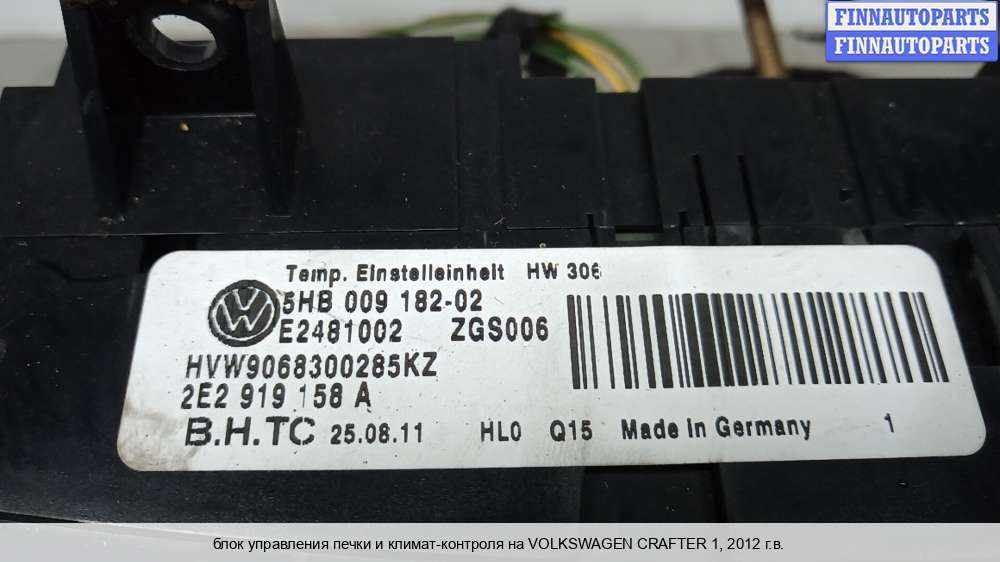 FINNAUTOPARTS
FINNAUTOPARTS
Temp. Einstelleinheit HW 306
5HB 009 182-02
E2481002 ZGS006
HVW9068300285KZ
2E2 919 158 A
B.H.TC 25.08.11 HL0 Q15 Made in Germany 1
блок управления печки и климат-контроля на VOLKSWAGEN CRAFTER 1, 2012 г.в.